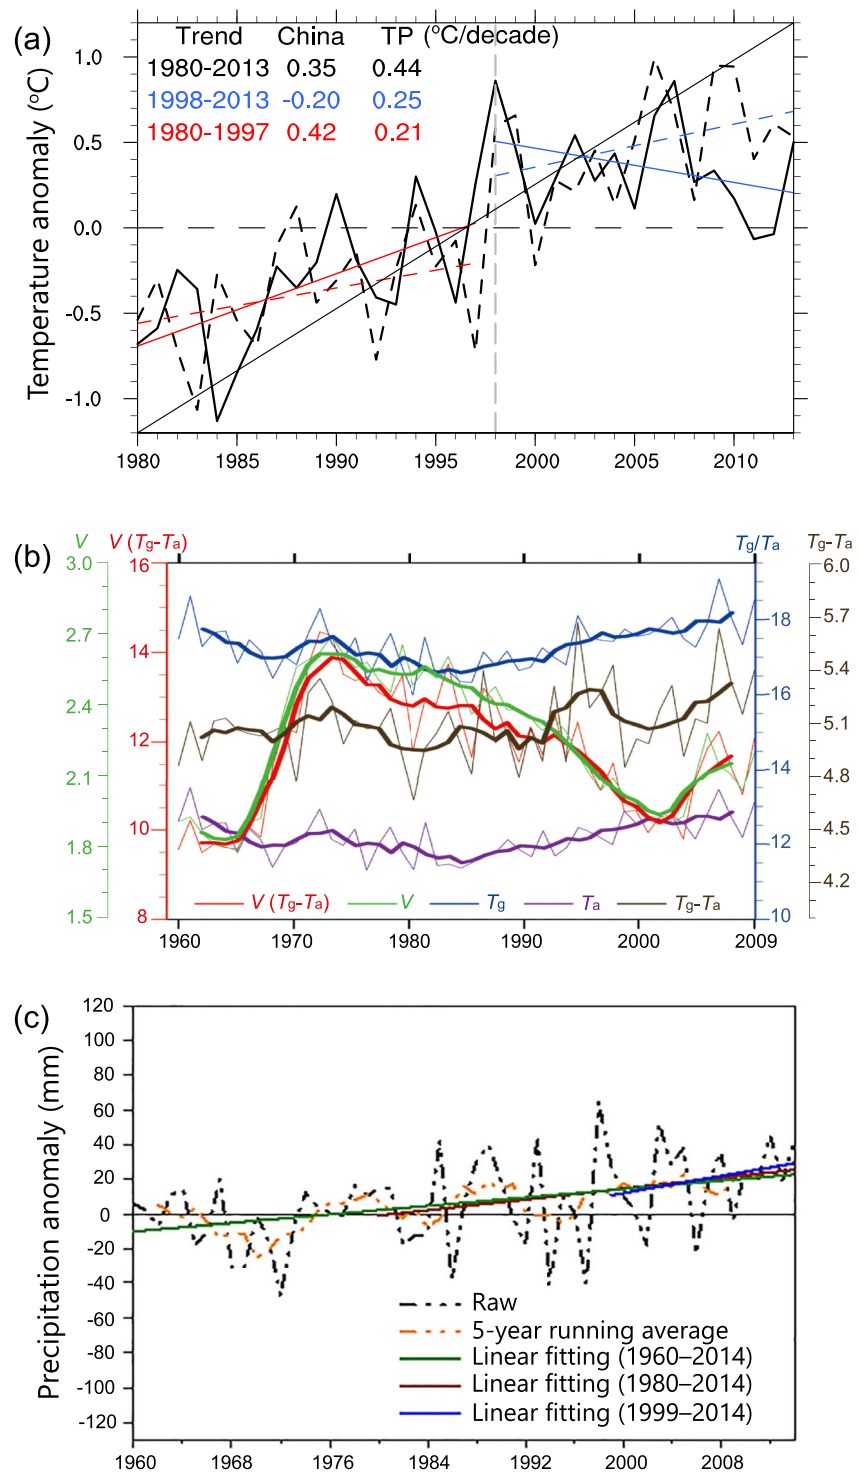 (a)
Trend China TP (°C/decade)
1980-2013 0.35 0.44
1998-2013 -0.20 0.25
1980-1997 0.42 0.21
Temperature anomaly (°C)
1.0
0.5
0.0
-0.5
-1.0
1980 1985 1990 1995 2000 2005 2010
(b)
V V (Tg-Ta) Tg/Ta Tg-Ta
3.0 16 6.0
18 5.7
2.7 14
5.4
2.4 16
5.1
12
2.1 14 4.8
10 4.5
1.8 12
4.2
1.5 8 10
V (Tg-Ta) V Tg Ta Tg-Ta
1960 1970 1980 1990 2000 2009
(c)
Precipitation anomaly (mm)
120
100
80
60
40
20
0
-20
-40
-60
-80
-100
-120
Raw
5-year running average
Linear fitting (1960–2014)
Linear fitting (1980–2014)
Linear fitting (1999–2014)
1960 1968 1976 1984 1992 2000 2008